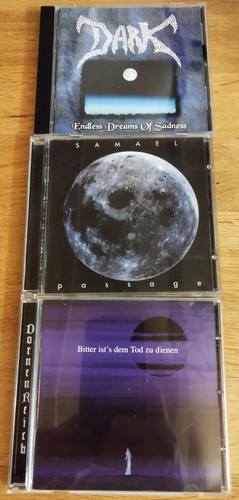 DARK
Endless Dreams Of Sadness
SAMAEL
passage
DornenReich
Bitter ist's dem Tod zu dienen